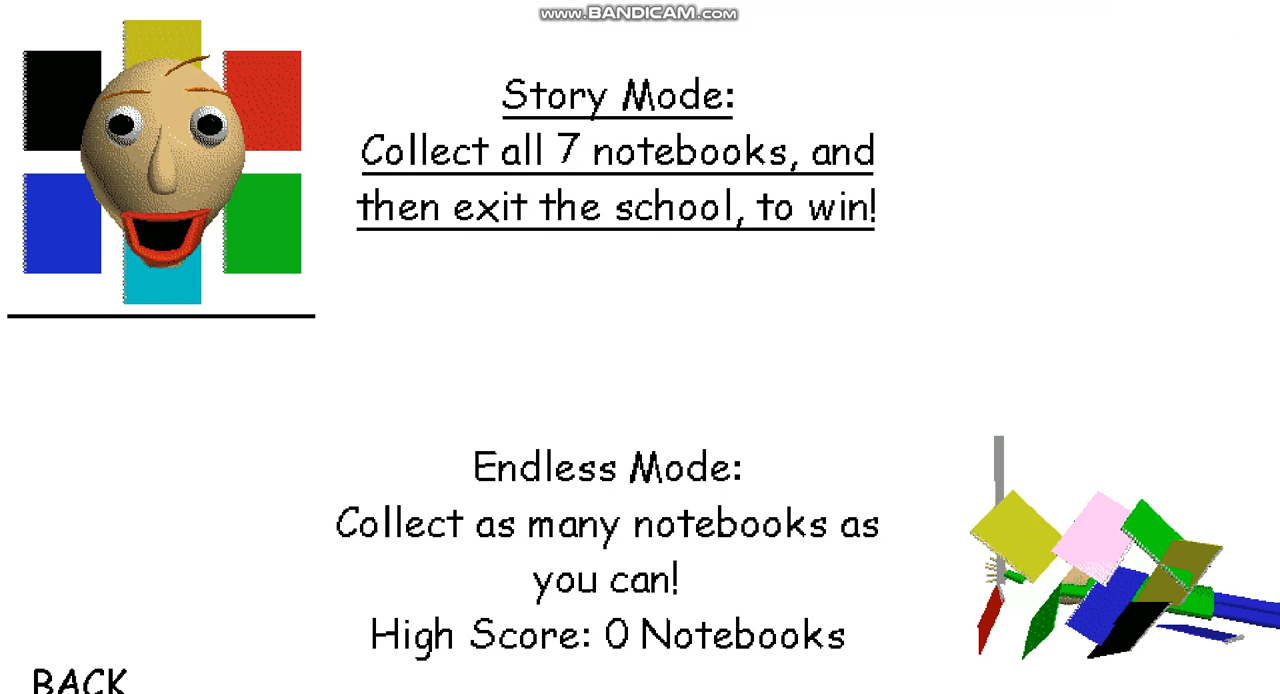 www.BANDICAM.com
Story Mode:
Collect all 7 notebooks, and
then exit the school, to win!
Endless Mode:
Collect as many notebooks as
you can!
High Score: 0 Notebooks
BACK